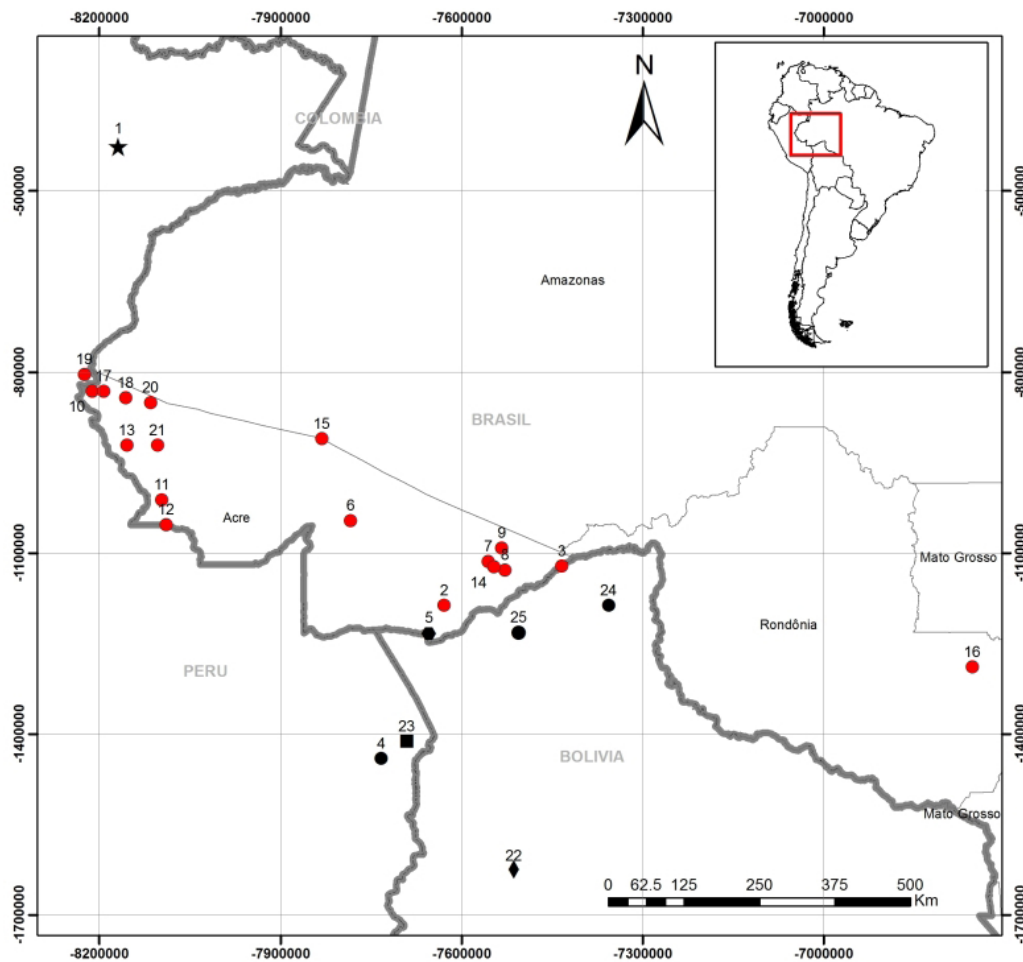 -8200000 -7900000 -7600000 -7300000 -7000000
N
1
COLOMBIA
-500000 -500000
Amazonas
19
-800000 -800000
17 18 20
10
BRASIL
15
13 21
11
6
12
Acre
9
7 8
3
-1100000 Mato Grosso -1100000
14
2 24
5 25
Rondônia
16
PERU
23
4
-1400000 -1400000
BOLIVIA
Mato Grosso
22
0 62.5 125 250 375 500
Km
-1700000 -1700000
-8200000 -7900000 -7600000 -7300000 -7000000